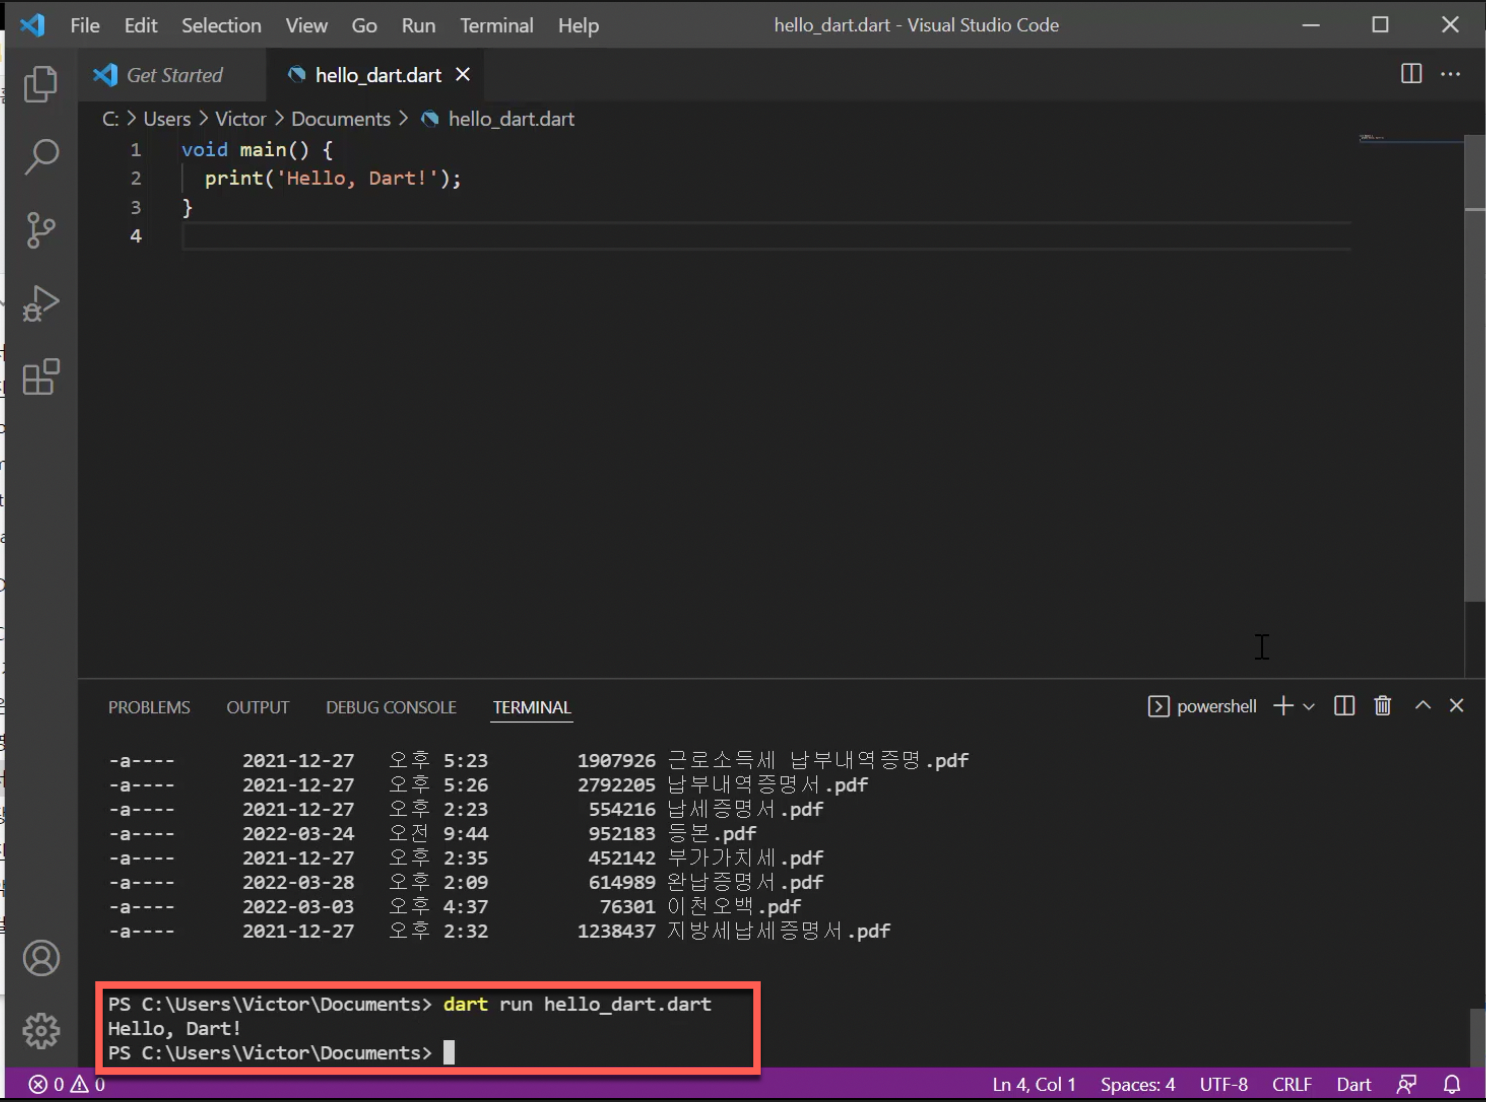 File Edit Selection View Go Run Terminal Help hello_dart.dart - Visual Studio Code
Get Started hello_dart.dart
C: > Users > Victor > Documents > hello_dart.dart
1 void main() {
2 print('Hello, Dart!');
3 }
4
PROBLEMS OUTPUT DEBUG CONSOLE TERMINAL powershell
-a---- 2021-12-27 오후 5:23 1907926 근로소득세 납부내역증명.pdf
-a---- 2021-12-27 오후 5:26 2792205 납부내역증명서.pdf
-a---- 2021-12-27 오후 2:23 554216 납세증명서.pdf
-a---- 2022-03-24 오전 9:44 952183 등본.pdf
-a---- 2021-12-27 오후 2:35 452142 부가가치세.pdf
-a---- 2022-03-28 오후 2:09 614989 완납증명서.pdf
-a---- 2022-03-03 오후 4:37 76301 이천오백.pdf
-a---- 2021-12-27 오후 2:32 1238437 지방세납세증명서.pdf
PS C:\Users\Victor\Documents> dart run hello_dart.dart
Hello, Dart!
PS C:\Users\Victor\Documents>
0 0 Ln 4, Col 1 Spaces: 4 UTF-8 CRLF Dart